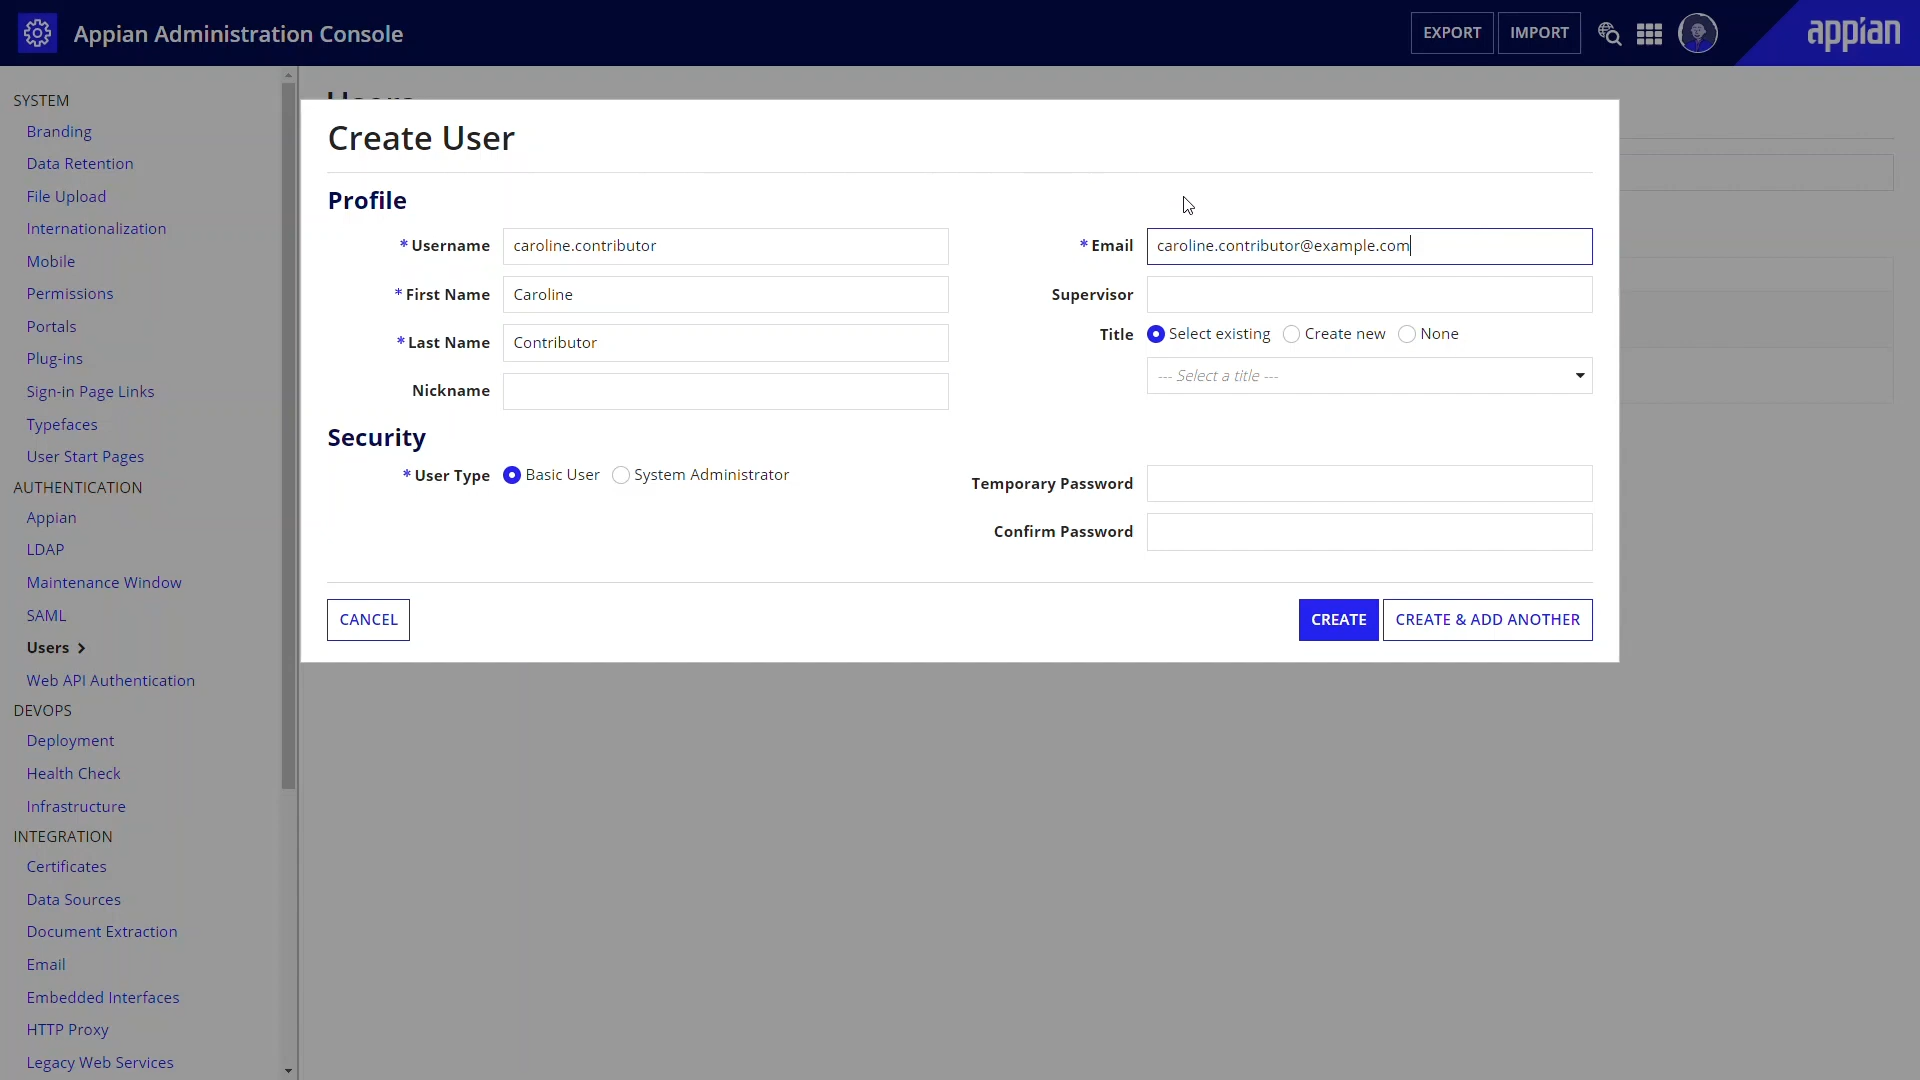 Appian Administration Console
EXPORT
IMPORT
appian
SYSTEM
Branding
Data Retention
File Upload
Internationalization
Mobile
Permissions
Portals
Plug-ins
Sign-in Page Links
Typefaces
User Start Pages
AUTHENTICATION
Appian
LDAP
Maintenance Window
SAML
Users
Web API Authentication
DEVOPS
Deployment
Health Check
Infrastructure
INTEGRATION
Certificates
Data Sources
Document Extraction
Email
Embedded Interfaces
HTTP Proxy
Legacy Web Services
Users
Create User
Profile
* Username caroline.contributor
* First Name Caroline
* Last Name Contributor
Nickname
* Email caroline.contributor@example.com
Supervisor
Title Select existing Create new None
--- Select a title ---
Security
* User Type Basic User System Administrator
Temporary Password
Confirm Password
CANCEL
CREATE
CREATE & ADD ANOTHER